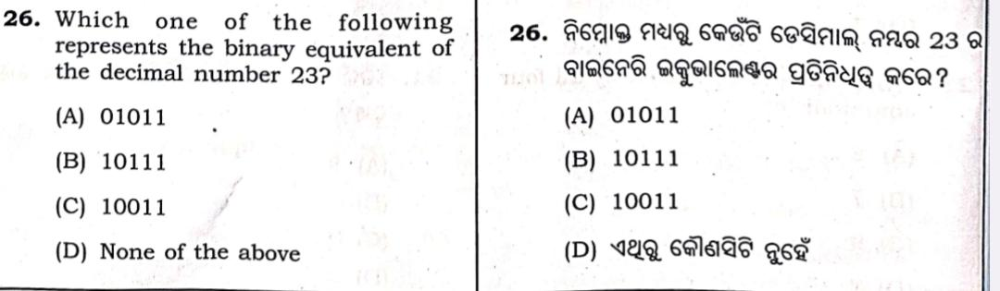 26. Which one of the following
represents the binary equivalent of
the decimal number 23?
(A) 01011
(B) 10111
(C) 10011
(D) None of the above
26. ନିମ୍ନୋକ୍ତ ମଧ୍ୟରୁ କେଉଁଟି ଡେସିମାଲ୍ ନମ୍ବର 23 ର
ବାଇନେରି ଇକୁଭାଲେଣ୍ଟର ପ୍ରତିନିଧିତ୍ୱ କରେ?
(A) 01011
(B) 10111
(C) 10011
(D) ଏଥିରୁ କୌଣସିଟି ନୁହେଁ